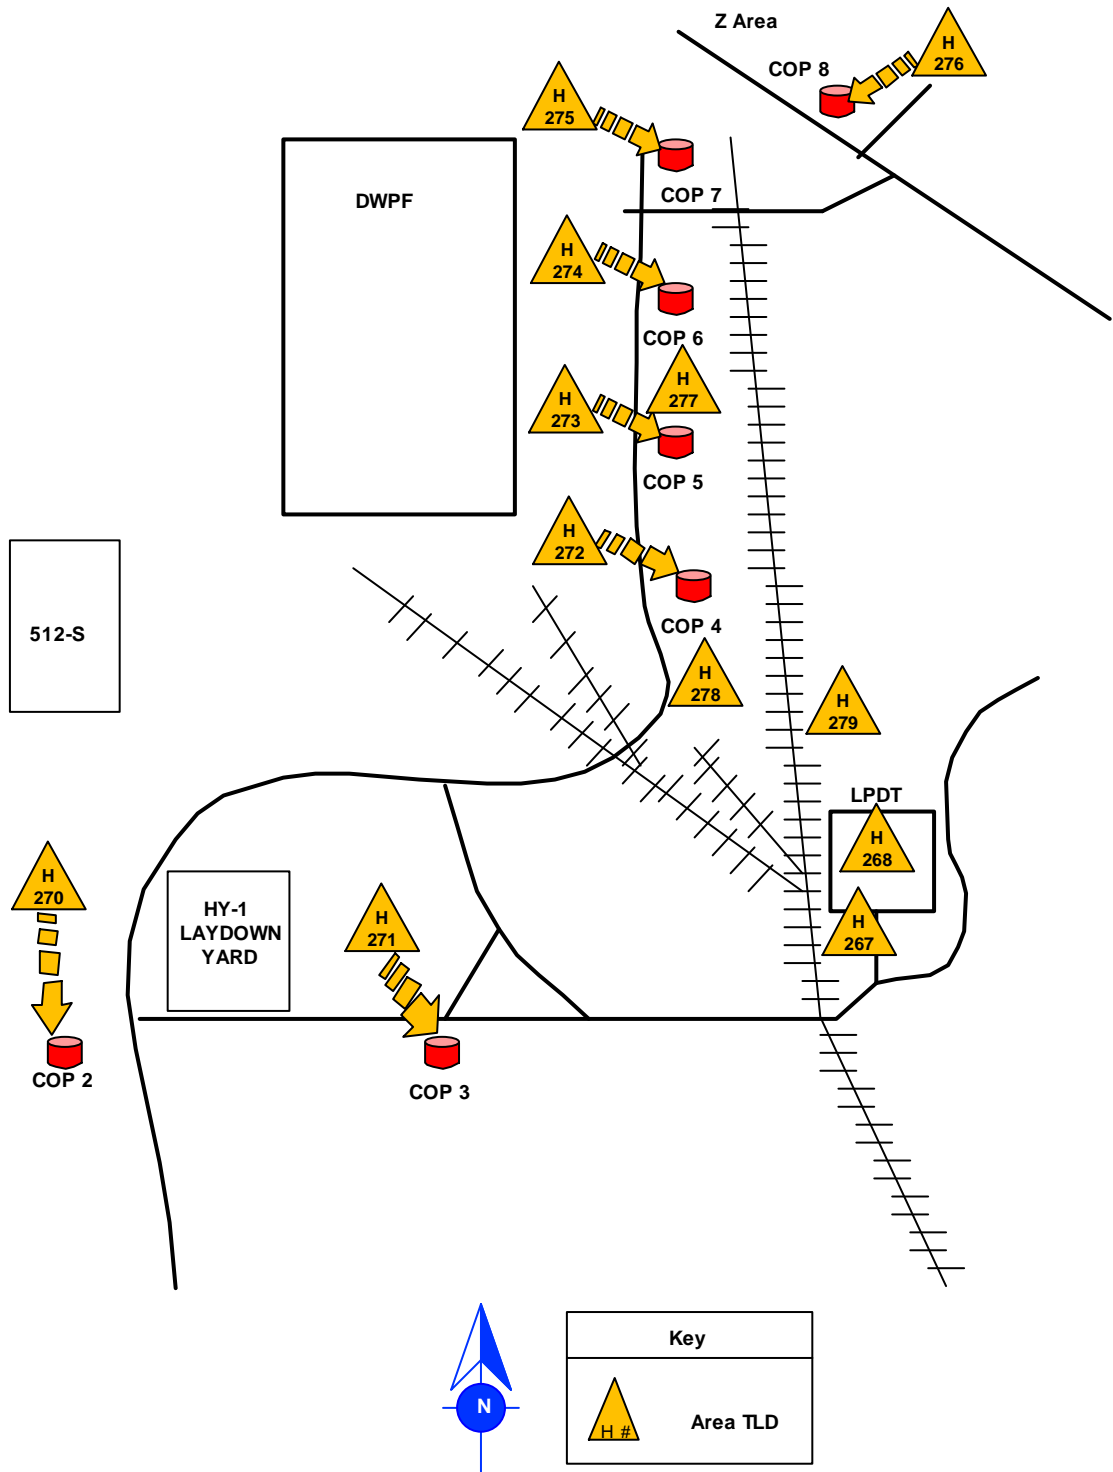 Z Area
H
276
COP 8
H
275
COP 7
DWPF
H
274
COP 6
H
277
H
273
COP 5
H
272
COP 4
512-S
H
278
H
279
LPDT
H
268
H
270
HY-1
LAYDOWN
YARD
H
271
H
267
COP 2
COP 3
Key
N
H #
Area TLD